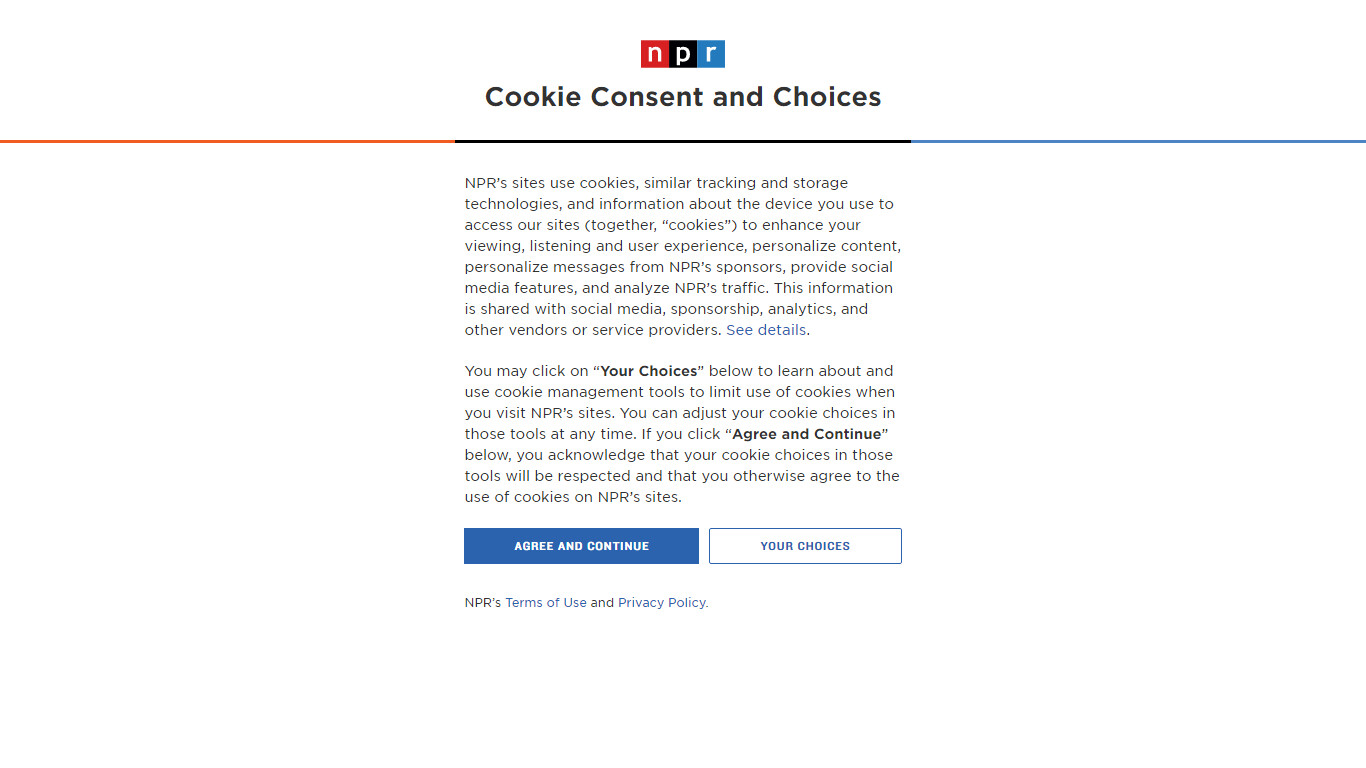 npr
Cookie Consent and Choices
NPR’s sites use cookies, similar tracking and storage
technologies, and information about the device you use to
access our sites (together, “cookies”) to enhance your
viewing, listening and user experience, personalize content,
personalize messages from NPR’s sponsors, provide social
media features, and analyze NPR’s traffic. This information
is shared with social media, sponsorship, analytics, and
other vendors or service providers. See details.
You may click on “Your Choices” below to learn about and
use cookie management tools to limit use of cookies when
you visit NPR’s sites. You can adjust your cookie choices in
those tools at any time. If you click “Agree and Continue”
below, you acknowledge that your cookie choices in those
tools will be respected and that you otherwise agree to the
use of cookies on NPR’s sites.
AGREE AND CONTINUE
YOUR CHOICES
NPR’s Terms of Use and Privacy Policy.